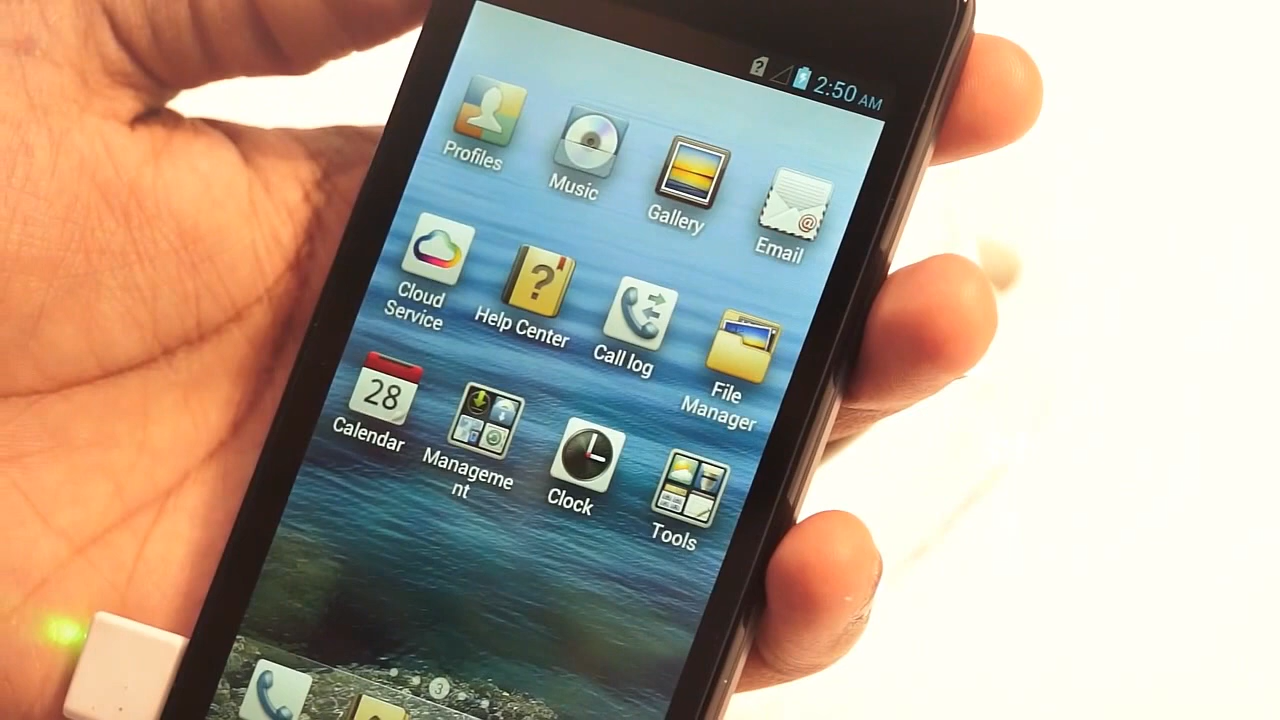 2:50 AM
Profiles
Music
Gallery
Email
@
Cloud
Service
?
Help Center
Call log
File
Manager
28
Calendar
Manageme
nt
Clock
Tools
3